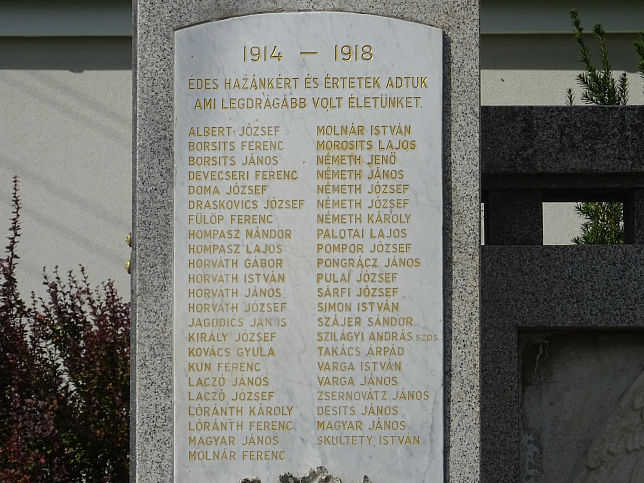 1914 — 1918
ÉDES HAZÁNKÉRT ÉS ÉRTETEK ADTUK
AMI LEGDRÁGÁBB VOLT ÉLETÜNKET.
ALBERT JÓZSEF
BORSITS FERENC
BORSITS JÁNOS
DEVECSERI FERENC
DOMA JÓZSEF
DRASKOVICS JÓZSEF
FÜLÖP FERENC
HOMPASZ NÁNDOR
HOMPASZ LAJOS
HORVÁTH GÁBOR
HORVATH ISTVÁN
HORVATH JÁNOS
HORVÁTH JÓZSEF
JAGODICS JÁNOS
KIRÁLY JÓZSEF
KOVÁCS GYULA
KUN FERENC
LACZÓ JÁNOS
LACZÓ JÓZSEF
LÓRÁNTH KÁROLY
LÓRÁNTH FERENC
MAGYAR JÁNOS
MOLNÁR FERENC
MOLNÁR ISTVÁN
MOROSITS LAJOS
NÉMETH JENŐ
NÉMETH JÁNOS
NÉMETH JÓZSEF
NÉMETH JÓZSEF
NÉMETH KÁROLY
PALOTAI LAJOS
POMPOR JÓZSEF
PONGRÁCZ JÁNOS
PULAI JÓZSEF
SÁRFI JÓZSEF
SIMON ISTVÁN
SZÁJER SÁNDOR
SZILÁGYI ANDRÁS SZDS
TAKÁCS ÁRPÁD
VARGA ISTVÁN
VARGA JÁNOS
ZSERNOVÁTZ JÁNOS
DESITS JÁNOS
MAGYAR JÁNOS
SKULTETY ISTVÁN